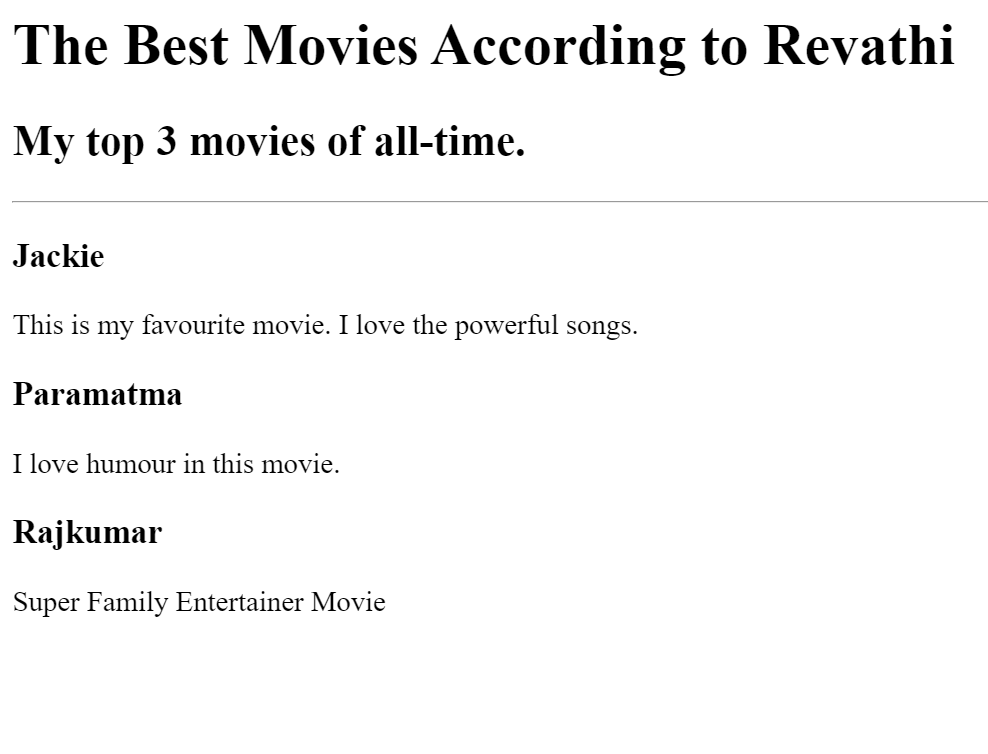 The Best Movies According to Revathi
My top 3 movies of all-time.
Jackie
This is my favourite movie. I love the powerful songs.
Paramatma
I love humour in this movie.
Rajkumar
Super Family Entertainer Movie